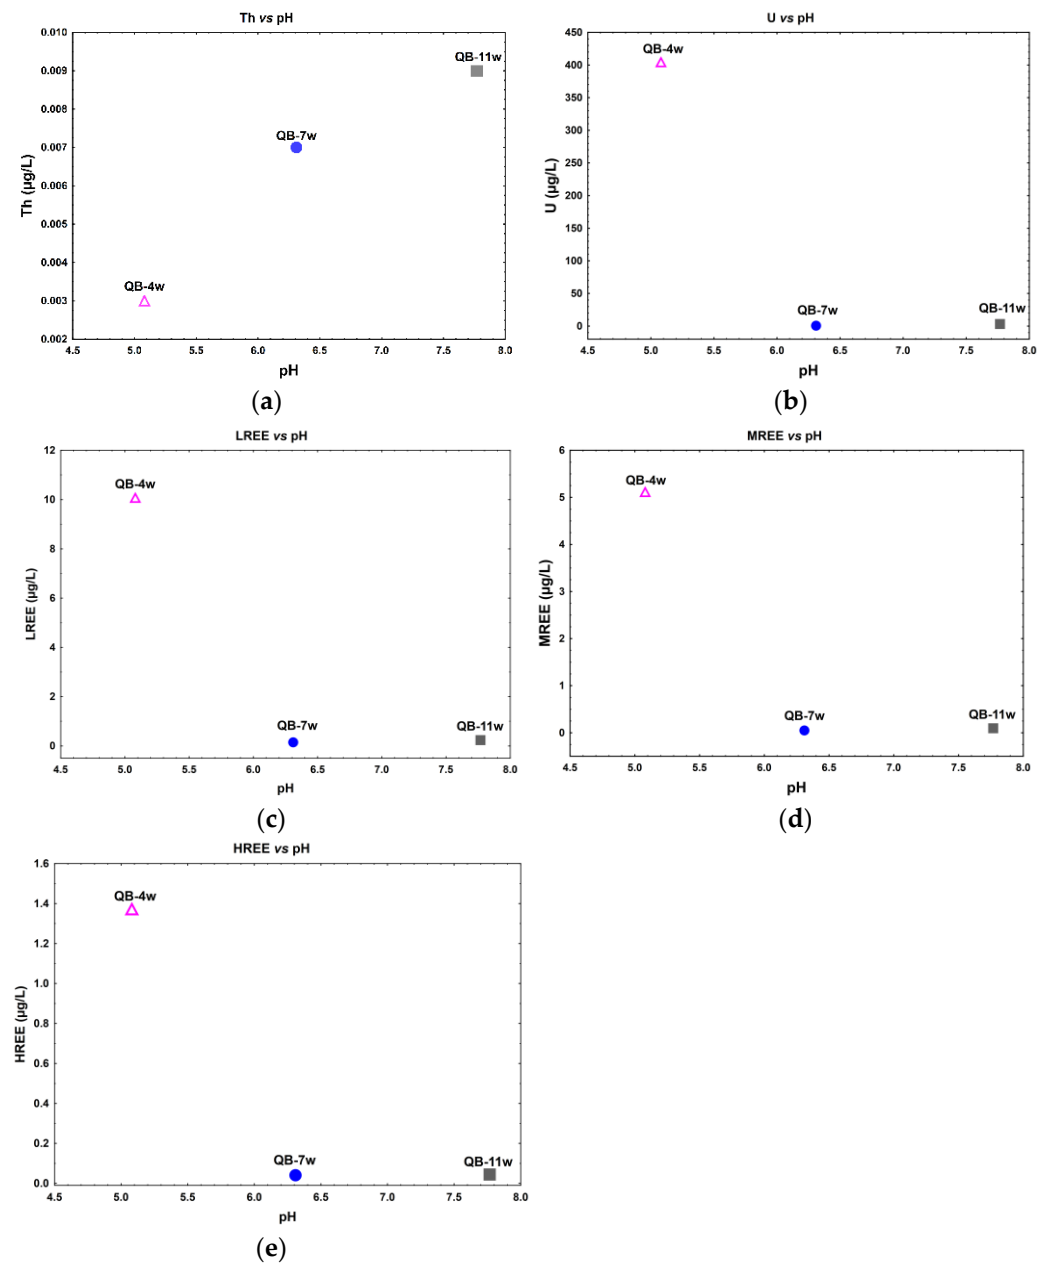 Th vs pH
0.010
0.009
0.008
0.007
0.006
0.005
0.004
0.003
0.002
Th (µg/L)
QB-11w
QB-7w
QB-4w
4.5 5.0 5.5 6.0 6.5 7.0 7.5 8.0
pH
(a)
U vs pH
450
400
350
300
250
200
150
100
50
0
U (µg/L)
QB-4w
QB-7w
QB-11w
4.5 5.0 5.5 6.0 6.5 7.0 7.5 8.0
pH
(b)
LREE vs pH
12
10
8
6
4
2
0
LREE (µg/L)
QB-4w
QB-7w
QB-11w
4.5 5.0 5.5 6.0 6.5 7.0 7.5 8.0
pH
(c)
MREE vs pH
6
5
4
3
2
1
0
MREE (µg/L)
QB-4w
QB-7w
QB-11w
4.5 5.0 5.5 6.0 6.5 7.0 7.5 8.0
pH
(d)
HREE vs pH
1.6
1.4
1.2
1.0
0.8
0.6
0.4
0.2
0.0
HREE (µg/L)
QB-4w
QB-7w
QB-11w
4.5 5.0 5.5 6.0 6.5 7.0 7.5 8.0
pH
(e)